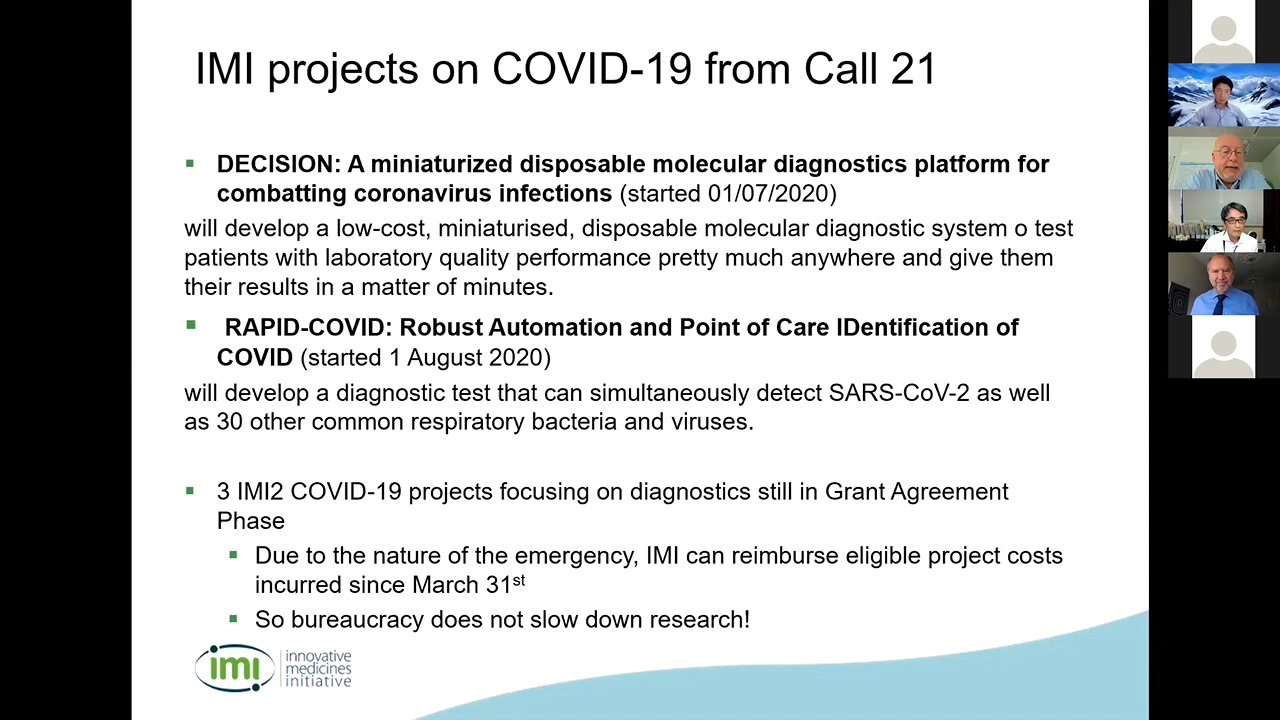 IMI projects on COVID-19 from Call 21
▪ DECISION: A miniaturized disposable molecular diagnostics platform for
combatting coronavirus infections (started 01/07/2020)
will develop a low-cost, miniaturised, disposable molecular diagnostic system o test
patients with laboratory quality performance pretty much anywhere and give them
their results in a matter of minutes.
▪ RAPID-COVID: Robust Automation and Point of Care IDentification of
COVID (started 1 August 2020)
will develop a diagnostic test that can simultaneously detect SARS-CoV-2 as well
as 30 other common respiratory bacteria and viruses.
▪ 3 IMI2 COVID-19 projects focusing on diagnostics still in Grant Agreement
Phase
▪ Due to the nature of the emergency, IMI can reimburse eligible project costs
incurred since March 31st
▪ So bureaucracy does not slow down research!
imi
innovative
medicines
initiative